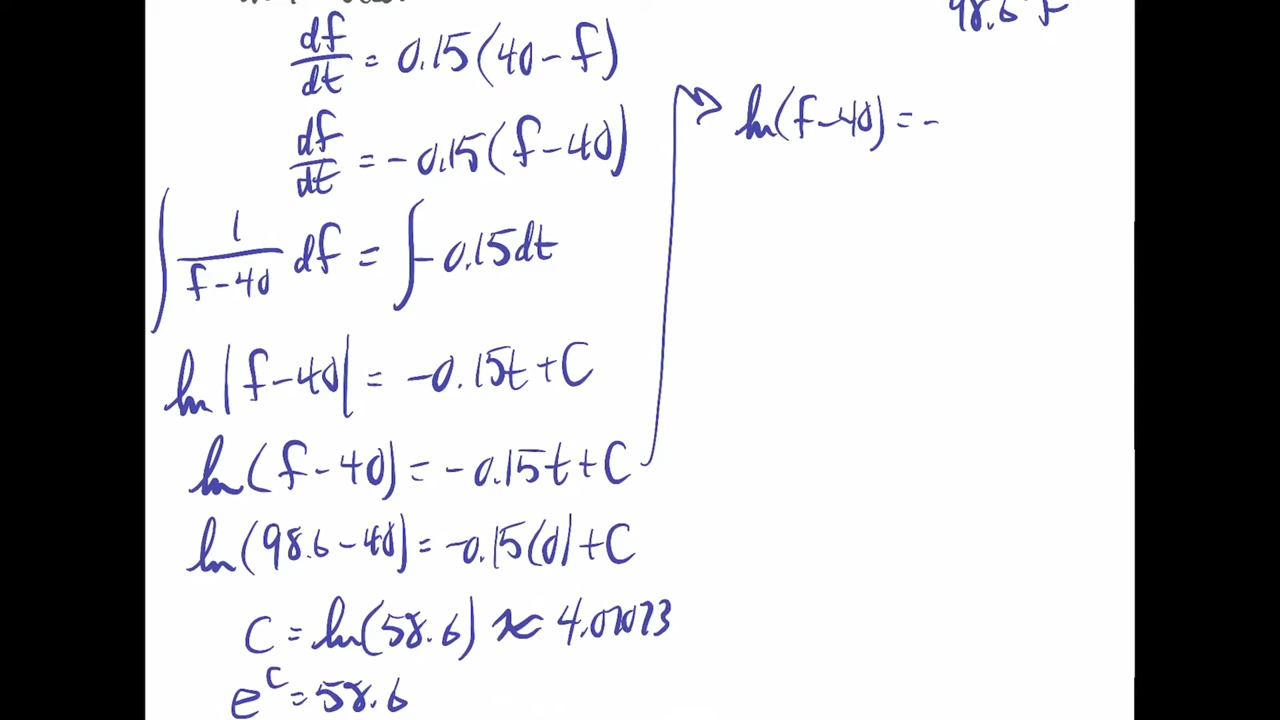 df/dt = 0.15(40-f)
df/dt = -0.15(f-40)
∫ 1/(f-40) df = ∫-0.15dt
ln|f-40| = -0.15t+C
ln(f-40) = -0.15t+C
ln(98.6-40) = -0.15(0)+C
C = ln(58.6) ≈ 4.07073
e^C = 58.6
98.6°F
ln(f-40) = -